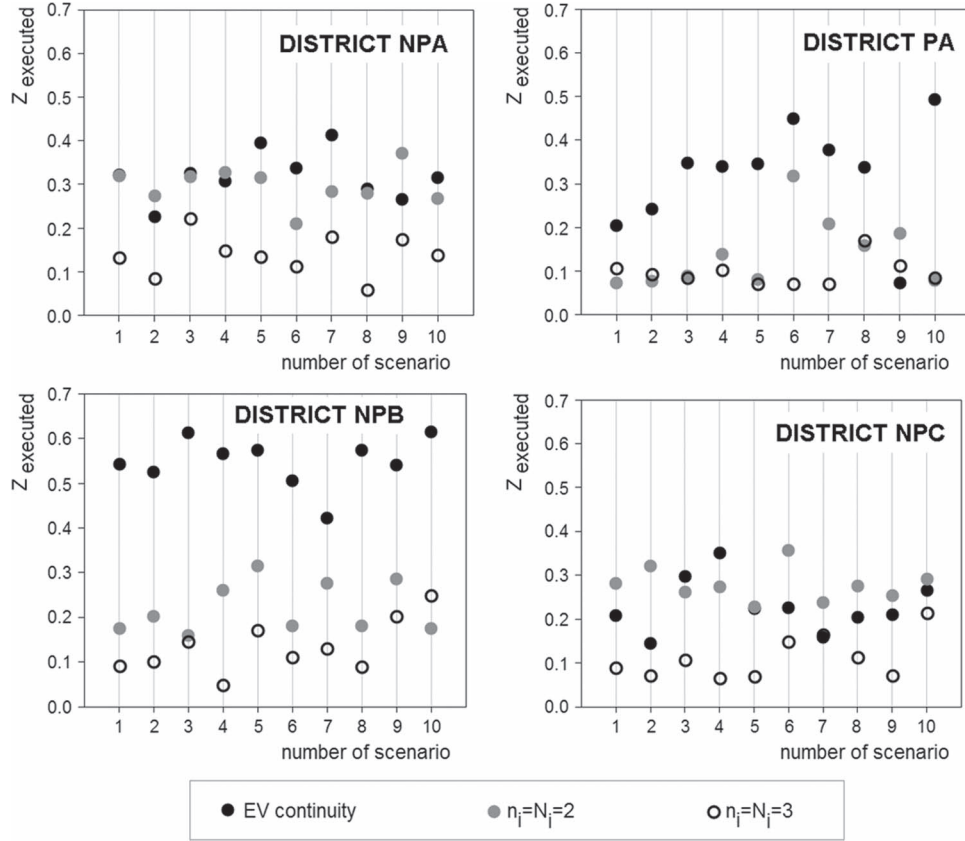 DISTRICT NPA
Z executed
0.7
0.6
0.5
0.4
0.3
0.2
0.1
0.0
1 2 3 4 5 6 7 8 9 10
number of scenario
DISTRICT PA
Z executed
0.7
0.6
0.5
0.4
0.3
0.2
0.1
0.0
1 2 3 4 5 6 7 8 9 10
number of scenario
DISTRICT NPB
Z executed
0.7
0.6
0.5
0.4
0.3
0.2
0.1
0.0
1 2 3 4 5 6 7 8 9 10
number of scenario
DISTRICT NPC
Z executed
0.7
0.6
0.5
0.4
0.3
0.2
0.1
0.0
1 2 3 4 5 6 7 8 9 10
number of scenario
EV continuity n_i=N_i=2 n_i=N_i=3